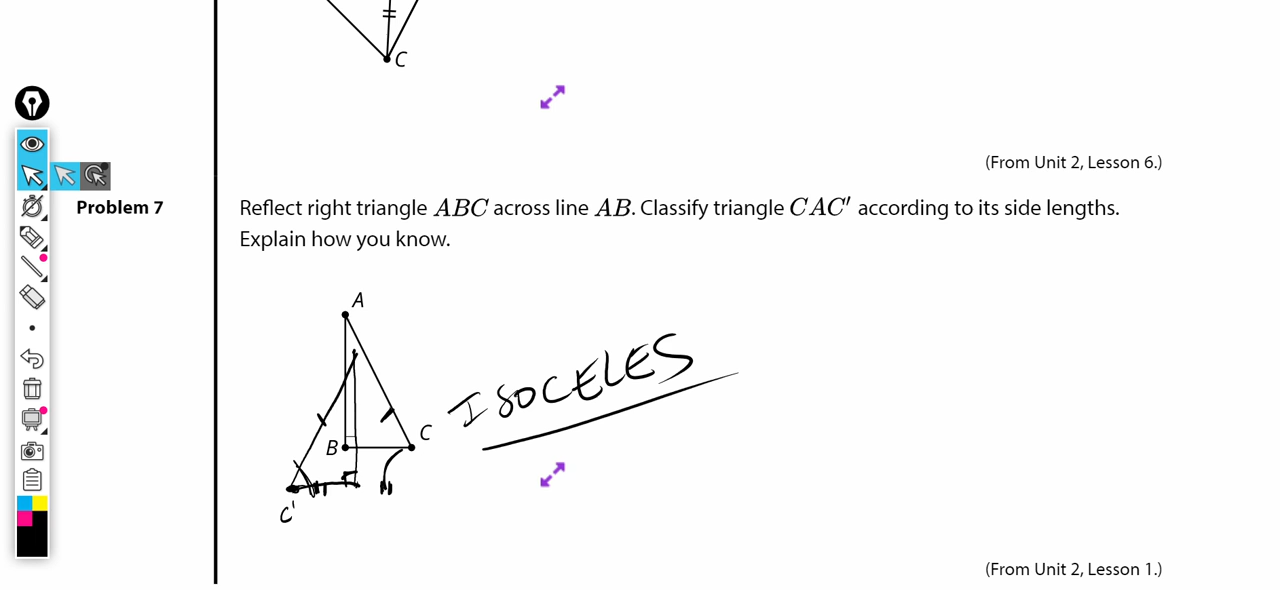 C
(From Unit 2, Lesson 6.)
Problem 7
Reflect right triangle ABC across line AB. Classify triangle CAC′ according to its side lengths.
Explain how you know.
A
ISOCELES
B
C
C'
(From Unit 2, Lesson 1.)